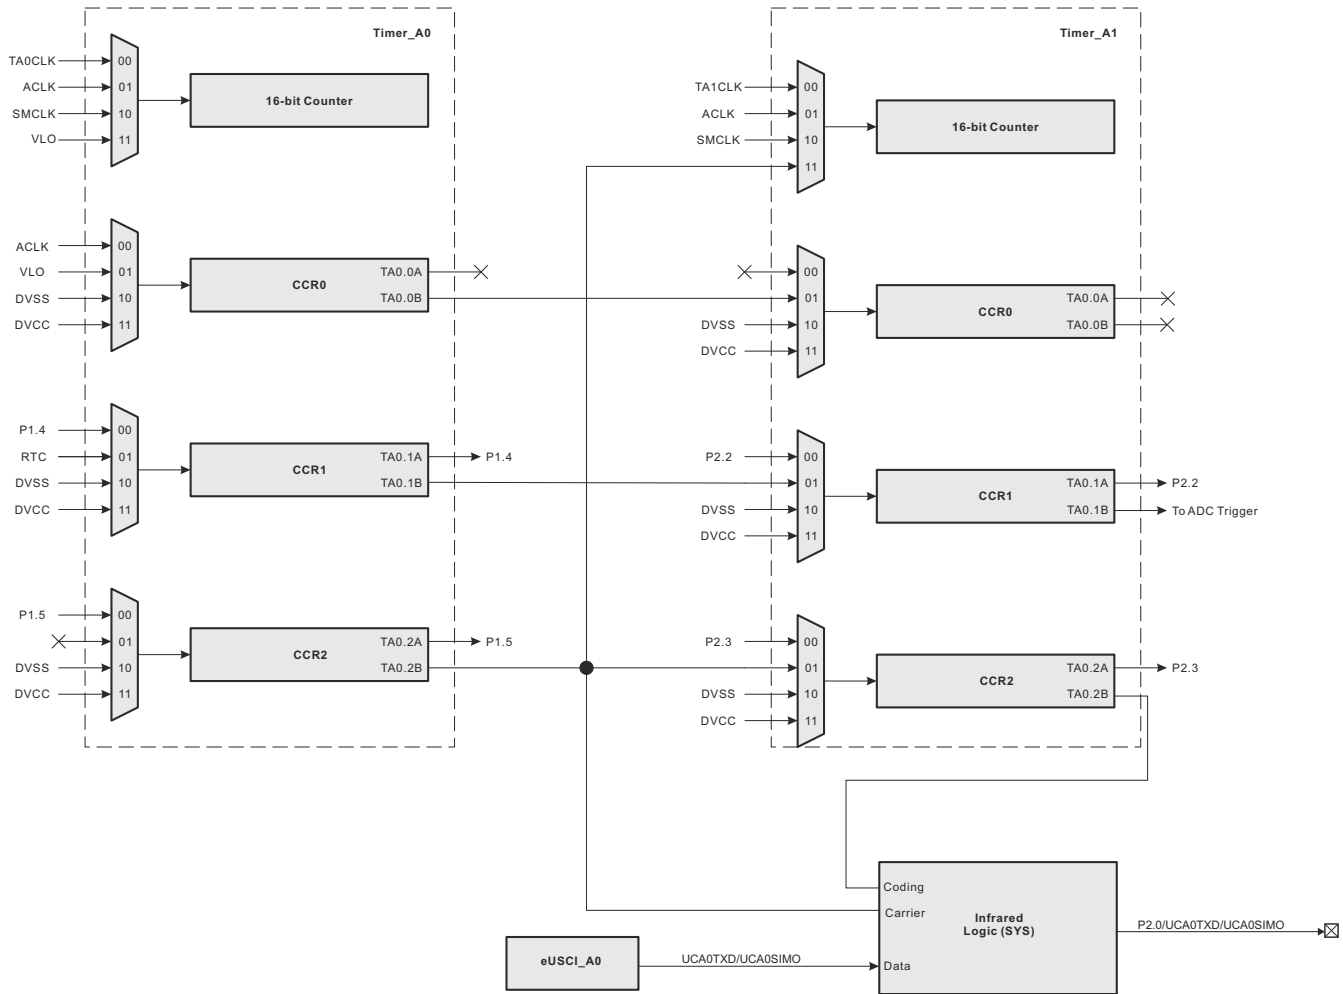 Timer_A0
TA0CLK 00
ACLK 01
SMCLK 10
VLO 11
16-bit Counter
ACLK 00
VLO 01
DVSS 10
DVCC 11
CCR0
TA0.0A
TA0.0B
P1.4 00
RTC 01
DVSS 10
DVCC 11
CCR1
TA0.1A P1.4
TA0.1B
P1.5 00
01
DVSS 10
DVCC 11
CCR2
TA0.2A P1.5
TA0.2B
Timer_A1
TA1CLK 00
ACLK 01
SMCLK 10
11
16-bit Counter
00
01
DVSS 10
DVCC 11
CCR0
TA0.0A
TA0.0B
P2.2 00
01
DVSS 10
DVCC 11
CCR1
TA0.1A P2.2
TA0.1B To ADC Trigger
P2.3 00
01
DVSS 10
DVCC 11
CCR2
TA0.2A P2.3
TA0.2B
Coding
Carrier
Data
Infrared
Logic (SYS)
P2.0/UCA0TXD/UCA0SIMO
eUSCI_A0
UCA0TXD/UCA0SIMO